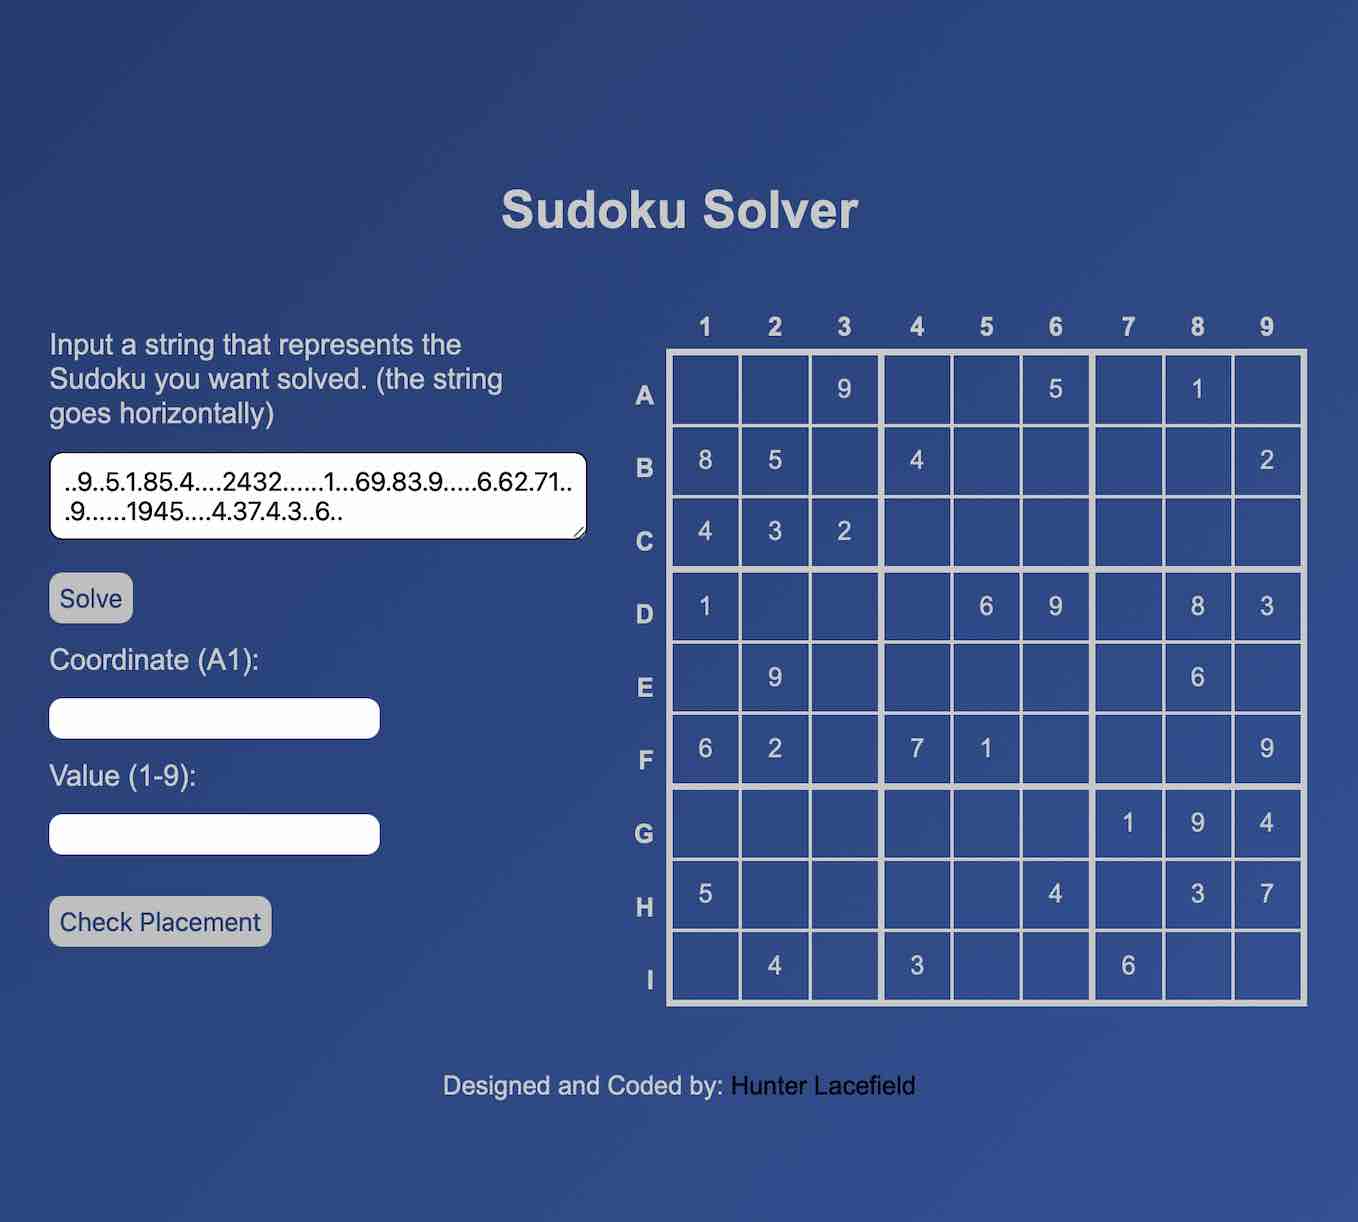 Sudoku Solver
Input a string that represents the
Sudoku you want solved. (the string
goes horizontally)
..9..5.1.85.4....2432......1...69.83.9.....6.62.71..
.9......1945....4.37.4.3..6..
Solve
Coordinate (A1):
Value (1-9):
Check Placement
1 2 3 4 5 6 7 8 9
A 9 5 1
B 8 5 4 2
C 4 3 2
D 1 6 9 8 3
E 9 6
F 6 2 7 1 9
G 1 9 4
H 5 4 3 7
I 4 3 6
Designed and Coded by: Hunter Lacefield